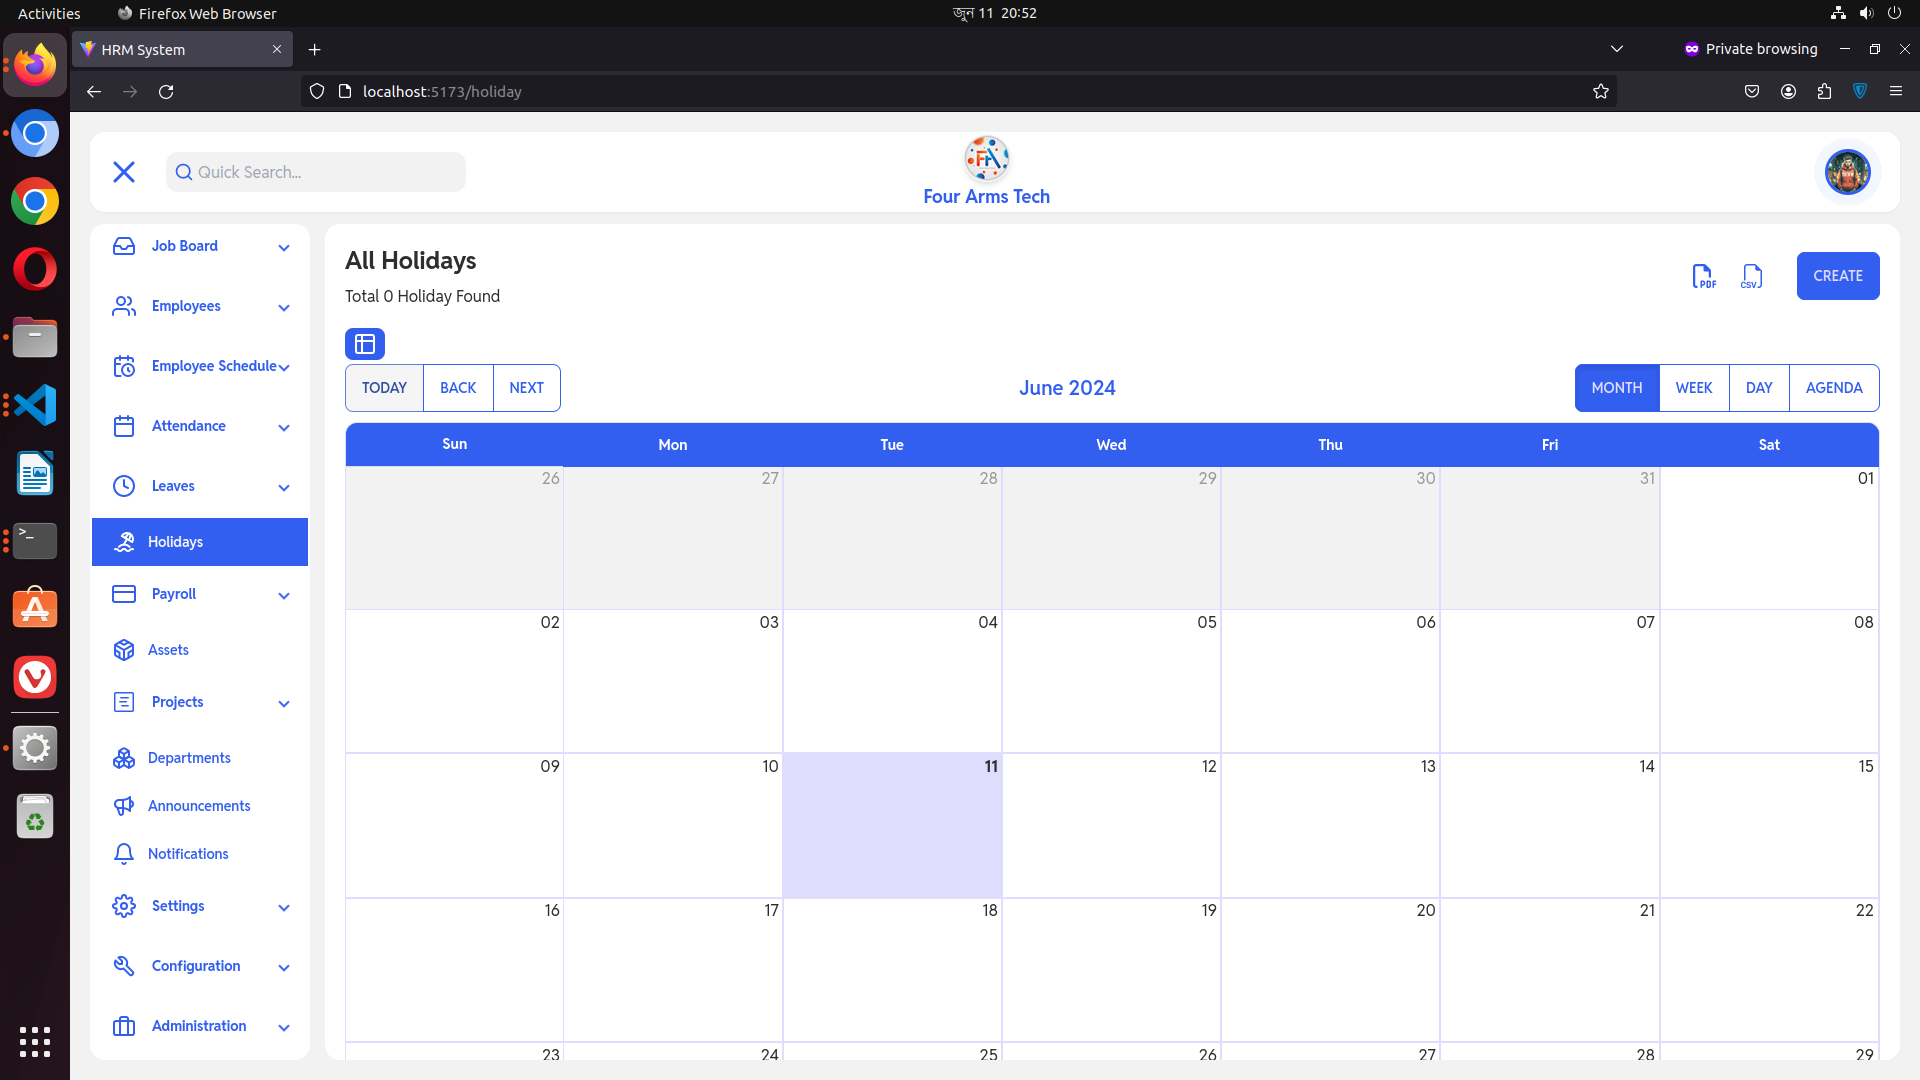 Activities
Firefox Web Browser
জুন 11 20:52
HRM System
Private browsing
localhost:5173/holiday
Quick Search...
Four Arms Tech
Job Board
Employees
Employee Schedule
Attendance
Leaves
Holidays
Payroll
Assets
Projects
Departments
Announcements
Notifications
Settings
Configuration
Administration
All Holidays
Total 0 Holiday Found
PDF
CSV
CREATE
TODAY BACK NEXT
June 2024
MONTH WEEK DAY AGENDA
Sun Mon Tue Wed Thu Fri Sat
26 27 28 29 30 31 01
02 03 04 05 06 07 08
09 10 11 12 13 14 15
16 17 18 19 20 21 22
23 24 25 26 27 28 29